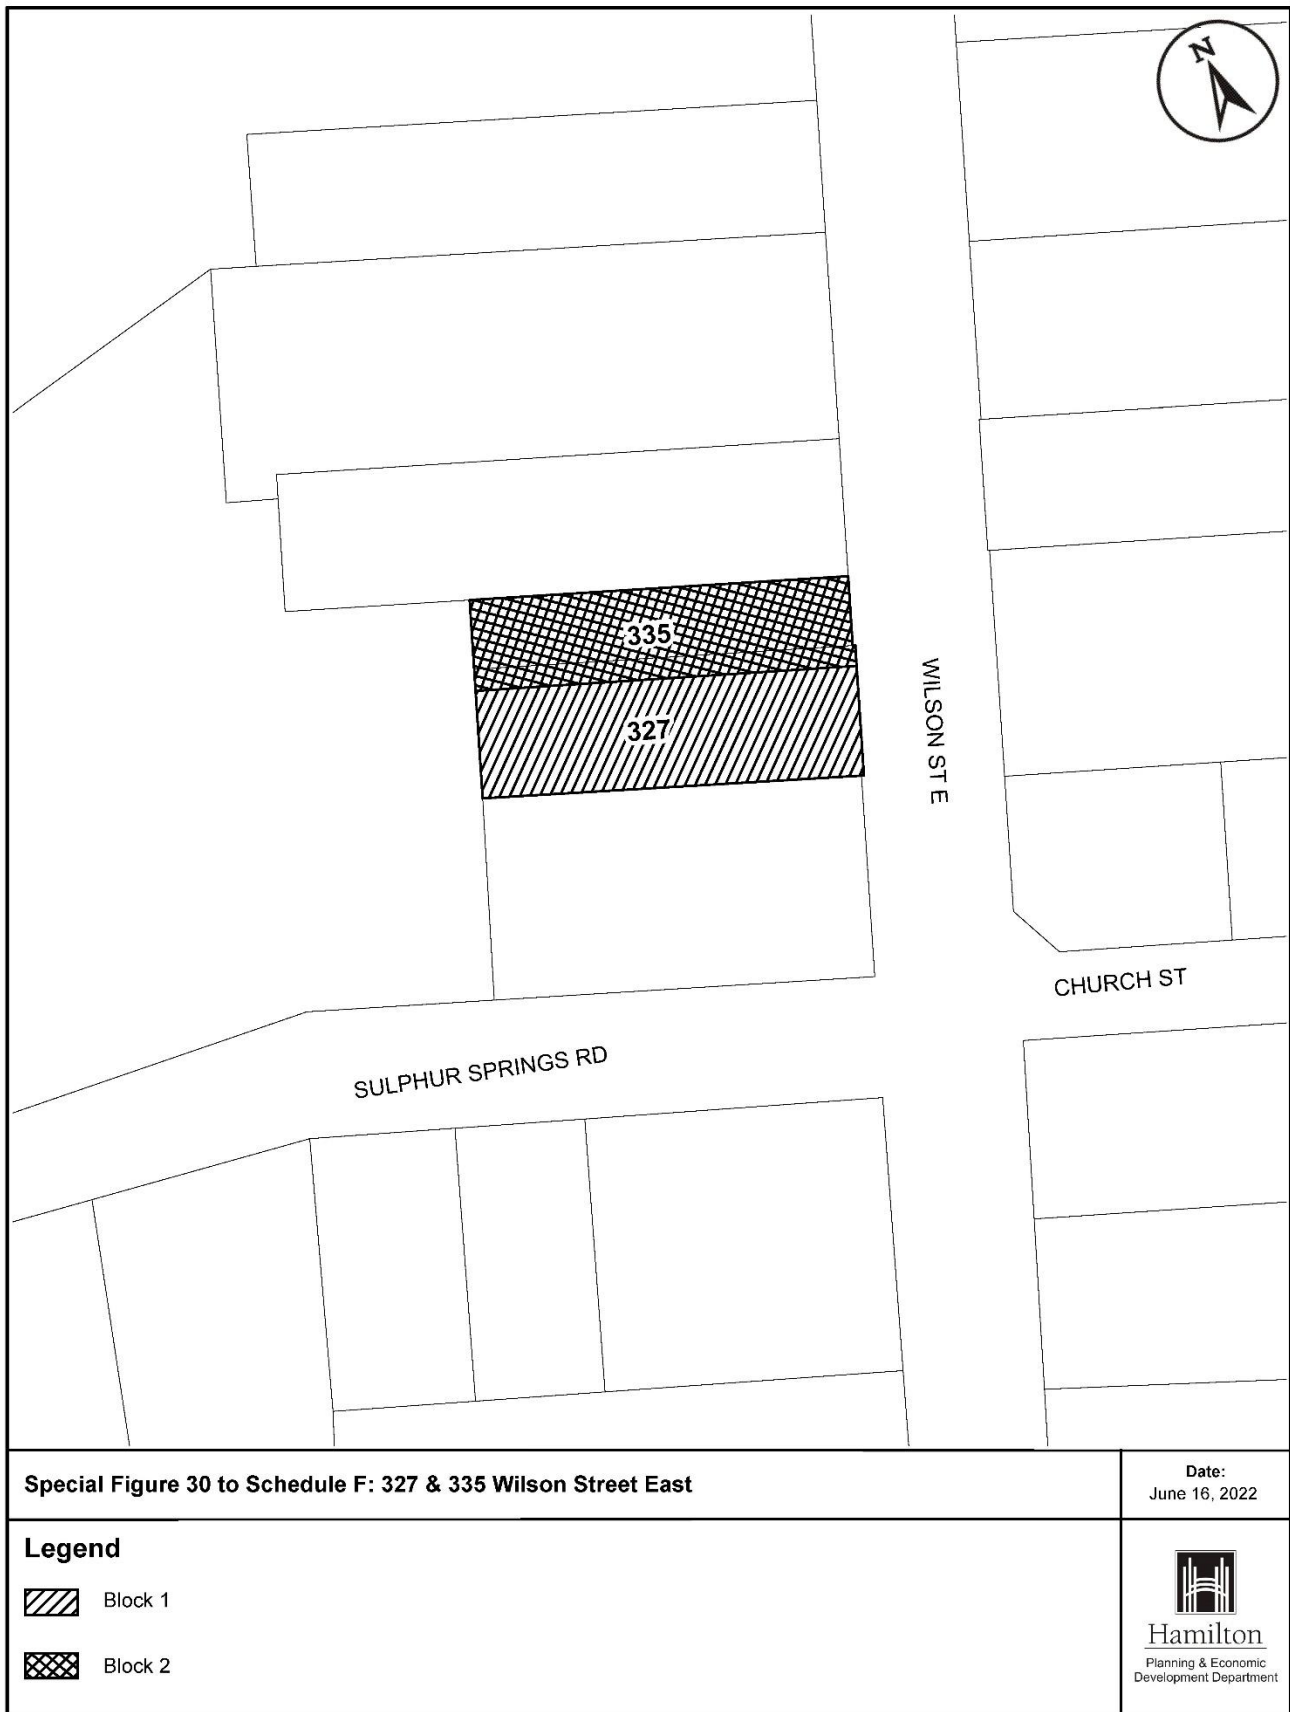 N
335
327
WILSON ST E
CHURCH ST
SULPHUR SPRINGS RD
Special Figure 30 to Schedule F: 327 & 335 Wilson Street East
Date:
June 16, 2022
Legend
Block 1
Block 2
Hamilton
Planning & Economic
Development Department